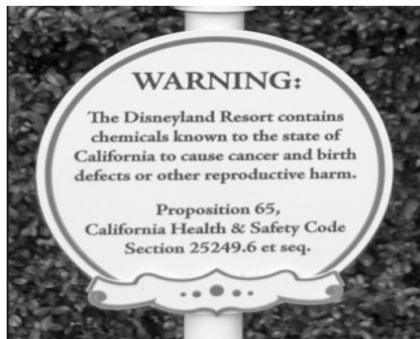 WARNING:
The Disneyland Resort contains
chemicals known to the state of
California to cause cancer and birth
defects or other reproductive harm.
Proposition 65,
California Health & Safety Code
Section 25249.6 et seq.